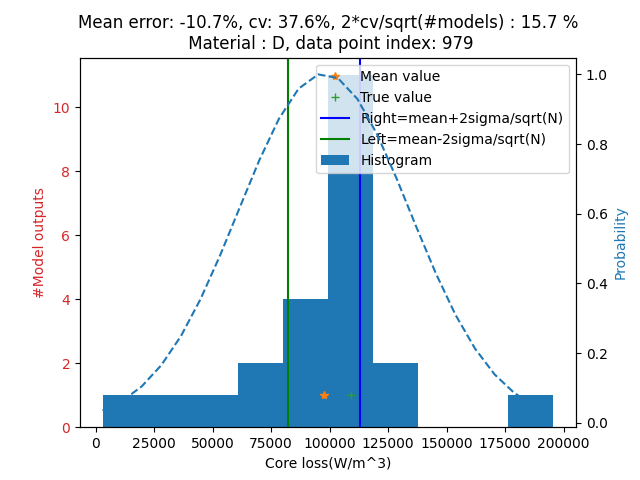 Mean error: -10.7%, cv: 37.6%, 2*cv/sqrt(#models) : 15.7 %
Material : D, data point index: 979
Mean value
True value
Right=mean+2sigma/sqrt(N)
Left=mean-2sigma/sqrt(N)
Histogram
#Model outputs
10
8
6
4
2
0
1.0
0.8
0.6
0.4
0.2
0.0
Probability
0 25000 50000 75000 100000 125000 150000 175000 200000
Core loss(W/m^3)